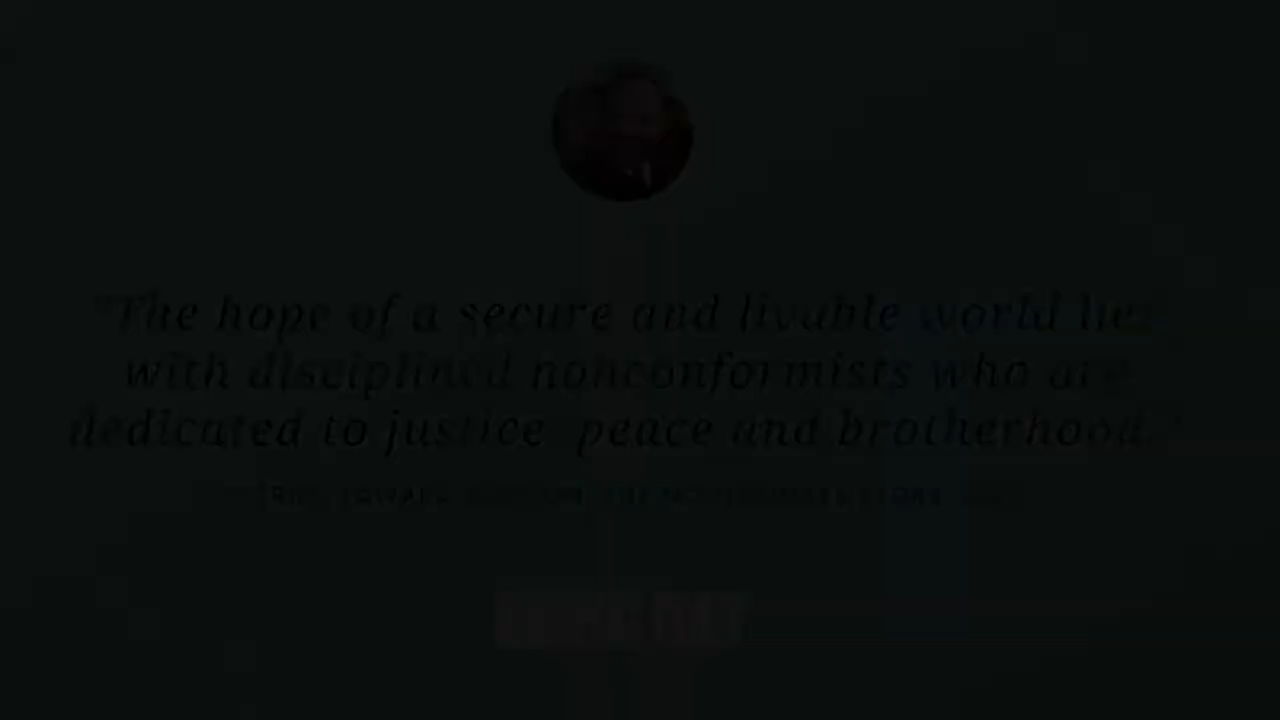 "The hope of a secure and livable world lies
with disciplined nonconformists who are
dedicated to justice, peace and brotherhood."